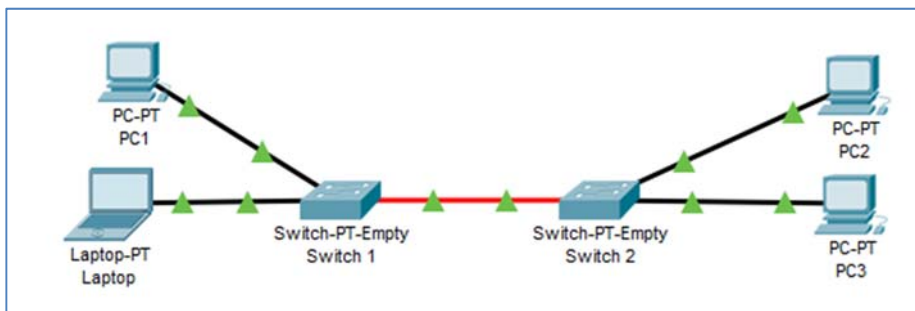 PC-PT
PC1
PC-PT
PC2
Laptop-PT
Laptop
Switch-PT-Empty
Switch 1
Switch-PT-Empty
Switch 2
PC-PT
PC3